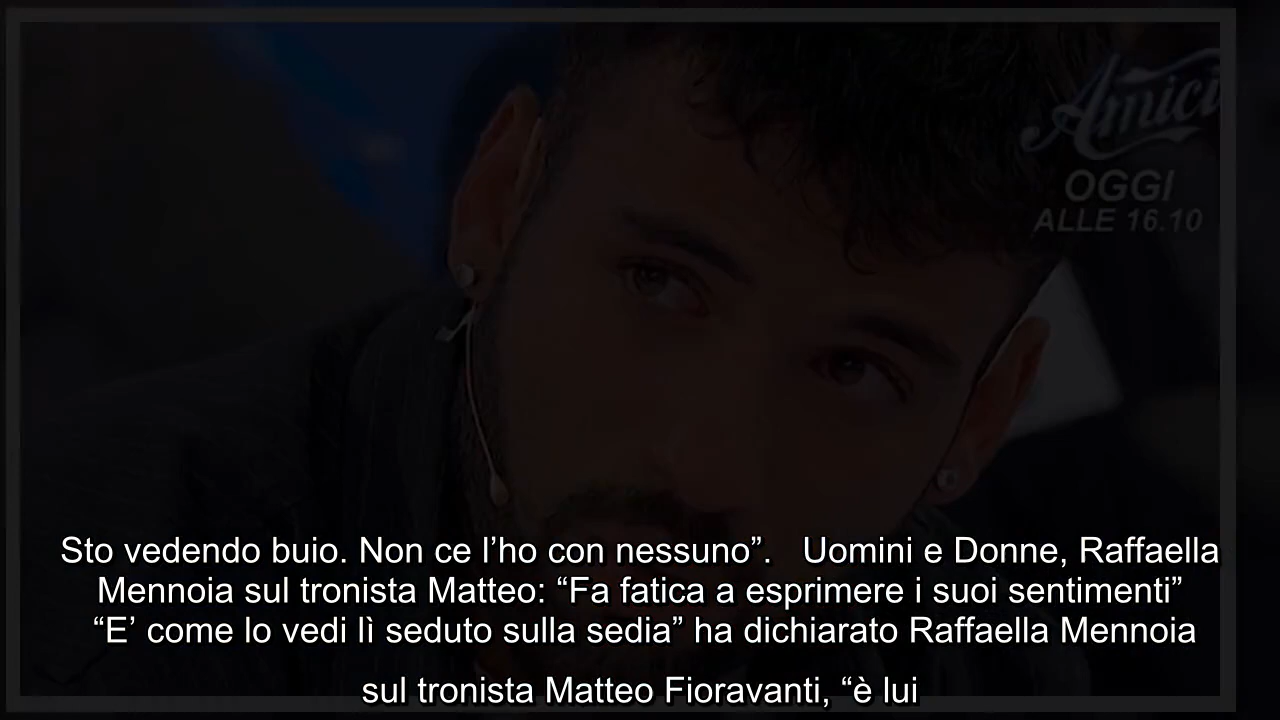 Amici
OGGI
ALLE 16.10
Sto vedendo buio. Non ce l’ho con nessuno”. Uomini e Donne, Raffaella
Mennoia sul tronista Matteo: “Fa fatica a esprimere i suoi sentimenti”
“E’ come lo vedi lì seduto sulla sedia” ha dichiarato Raffaella Mennoia
sul tronista Matteo Fioravanti, “è lui